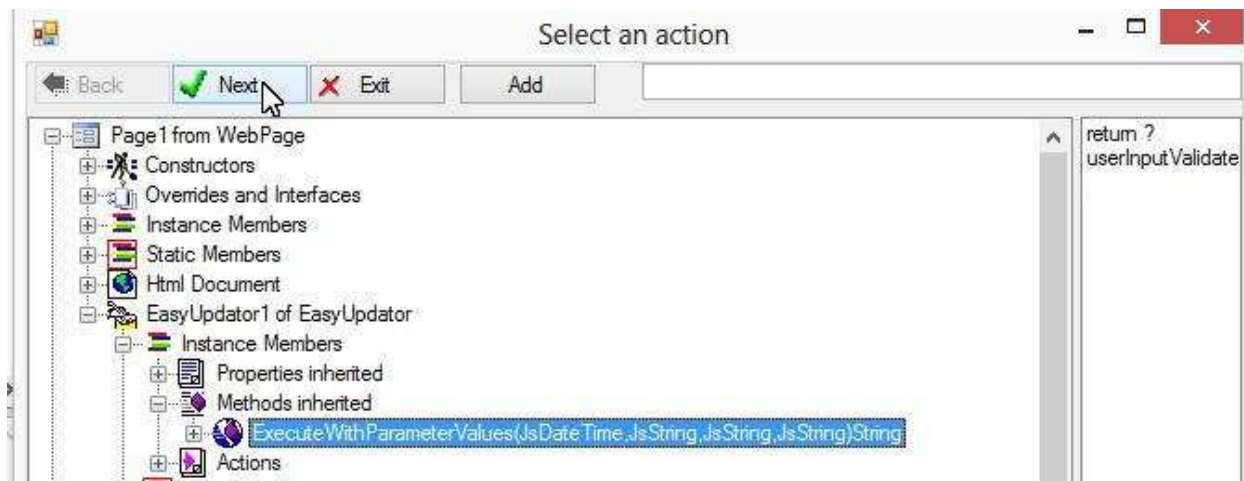 Select an action
Back Next Exit Add
Page1 from WebPage
Constructors
Overrides and Interfaces
Instance Members
Static Members
Html Document
EasyUpdator1 of EasyUpdator
Instance Members
Properties inherited
Methods inherited
ExecuteWithParameterValues(JsDateTime,JsString,JsString,JsString)String
Actions
return ?
userInputValidate